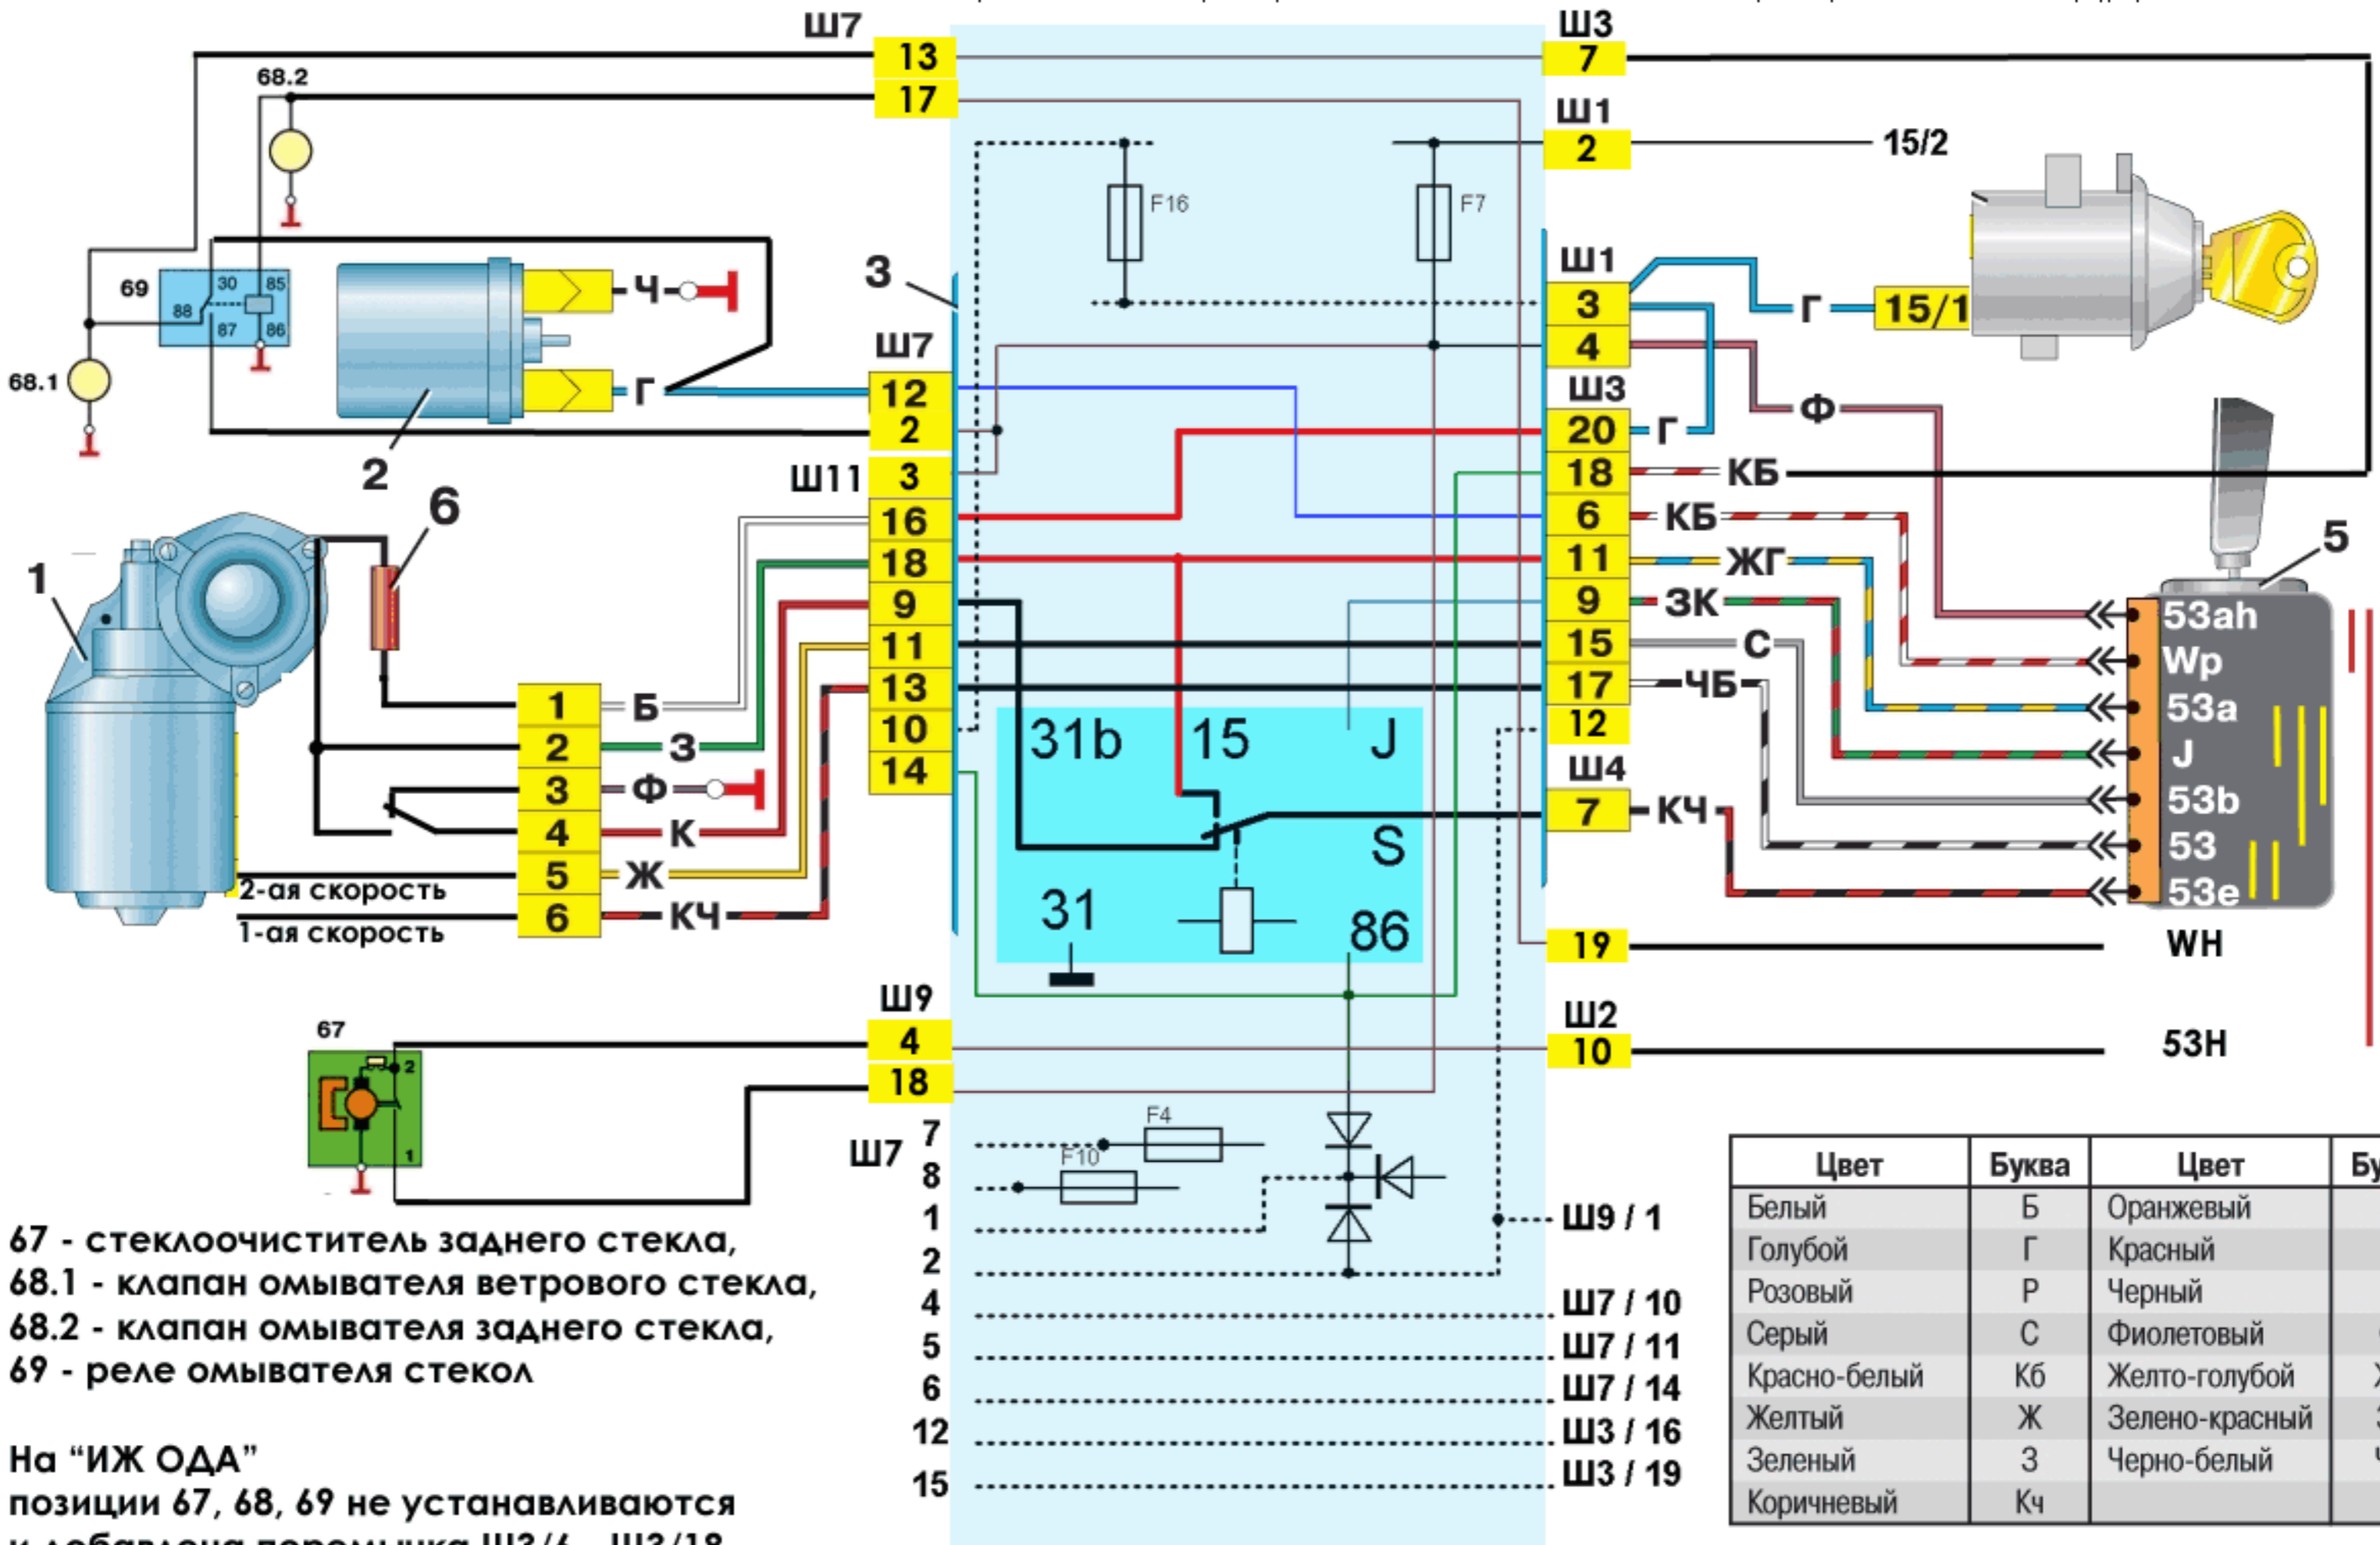 Ш7
13
17
68.2
Ш3
7
Ш1
2
15/2
F16
F7
3
69
30
85
88
87
86
Ч
Ш1
3
4
Г
15/1
68.1
Г
Ш7
12
2
Ш3
20
18
6
11
9
15
17
12
Г
КБ
КБ
ЖГ
ЗК
С
ЧБ
Ф
2
6
1
Ш11
3
16
18
9
11
13
10
14
5
53ah
Wp
53a
J
53b
53
53e
1
2
3
4
5
6
Б
З
Ф
К
Ж
КЧ
2-ая скорость
1-ая скорость
31b
15
J
S
31
86
Ш4
7
КЧ
19
WH
Ш9
4
18
Ш2
10
53H
67
2
1
Ш7
7
8
1
2
4
5
6
12
15
F4
F10
Ш9 / 1
Ш7 / 10
Ш7 / 11
Ш7 / 14
Ш3 / 16
Ш3 / 19
67 - стеклоочиститель заднего стекла,
68.1 - клапан омывателя ветрового стекла,
68.2 - клапан омывателя заднего стекла,
69 - реле омывателя стекол
На “ИЖ ОДА”
позиции 67, 68, 69 не устанавливаются
и добавлена перемычка Ш3/6 - Ш3/18
Цвет Буква Цвет
Белый Б Оранжевый
Голубой Г Красный
Розовый Р Черный
Серый С Фиолетовый
Красно-белый Кб Желто-голубой
Желтый Ж Зелено-красный
Зеленый З Черно-белый
Коричневый Кч